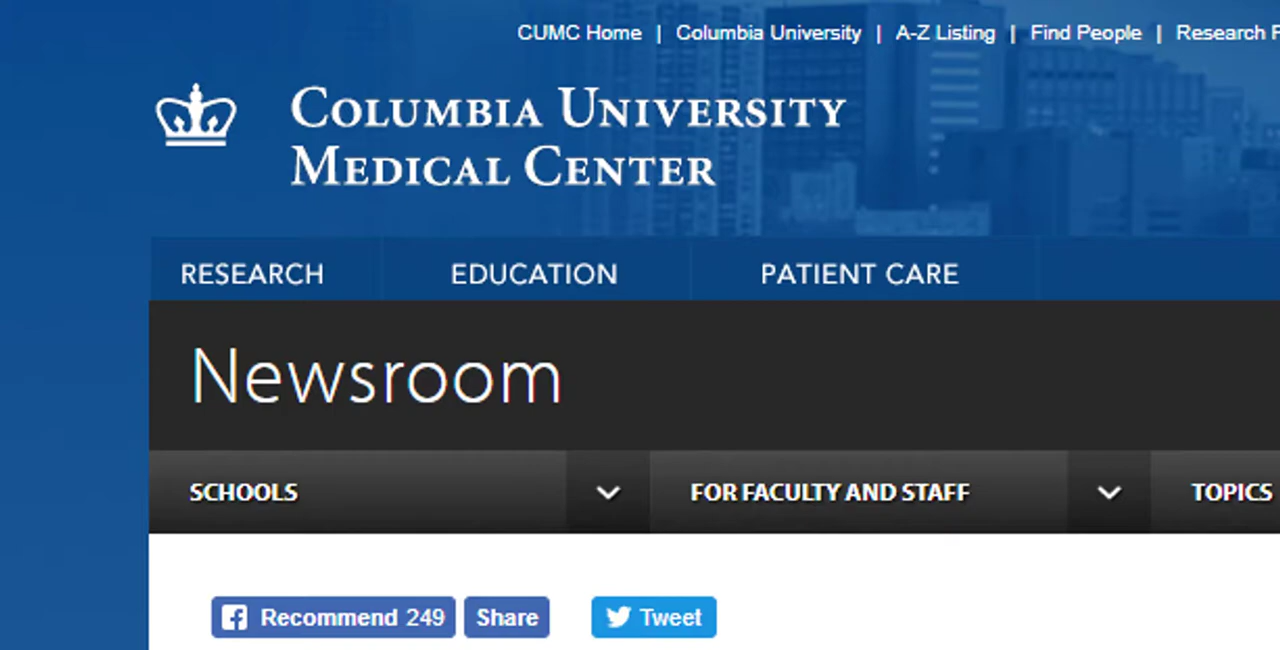 CUMC Home | Columbia University | A-Z Listing | Find People | Research
COLUMBIA UNIVERSITY
MEDICAL CENTER
RESEARCH EDUCATION PATIENT CARE
Newsroom
SCHOOLS FOR FACULTY AND STAFF TOPICS
Recommend 249 Share Tweet